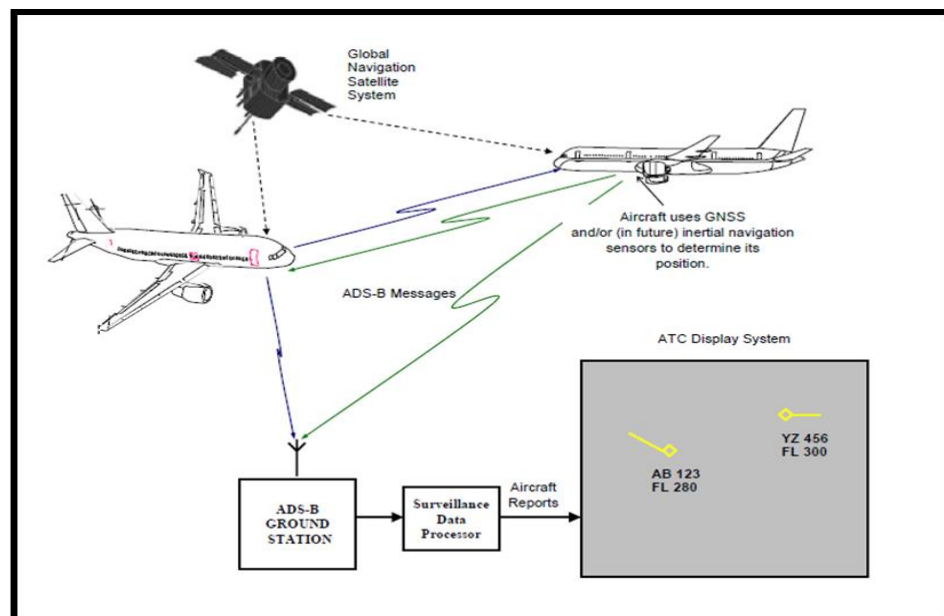 Global
Navigation
Satellite
System
Aircraft uses GNSS
and/or (in future) inertial navigation
sensors to determine its
position.
ADS-B Messages
ATC Display System
YZ 456
FL 300
AB 123
FL 280
ADS-B
GROUND
STATION
Surveillance
Data
Processor
Aircraft
Reports